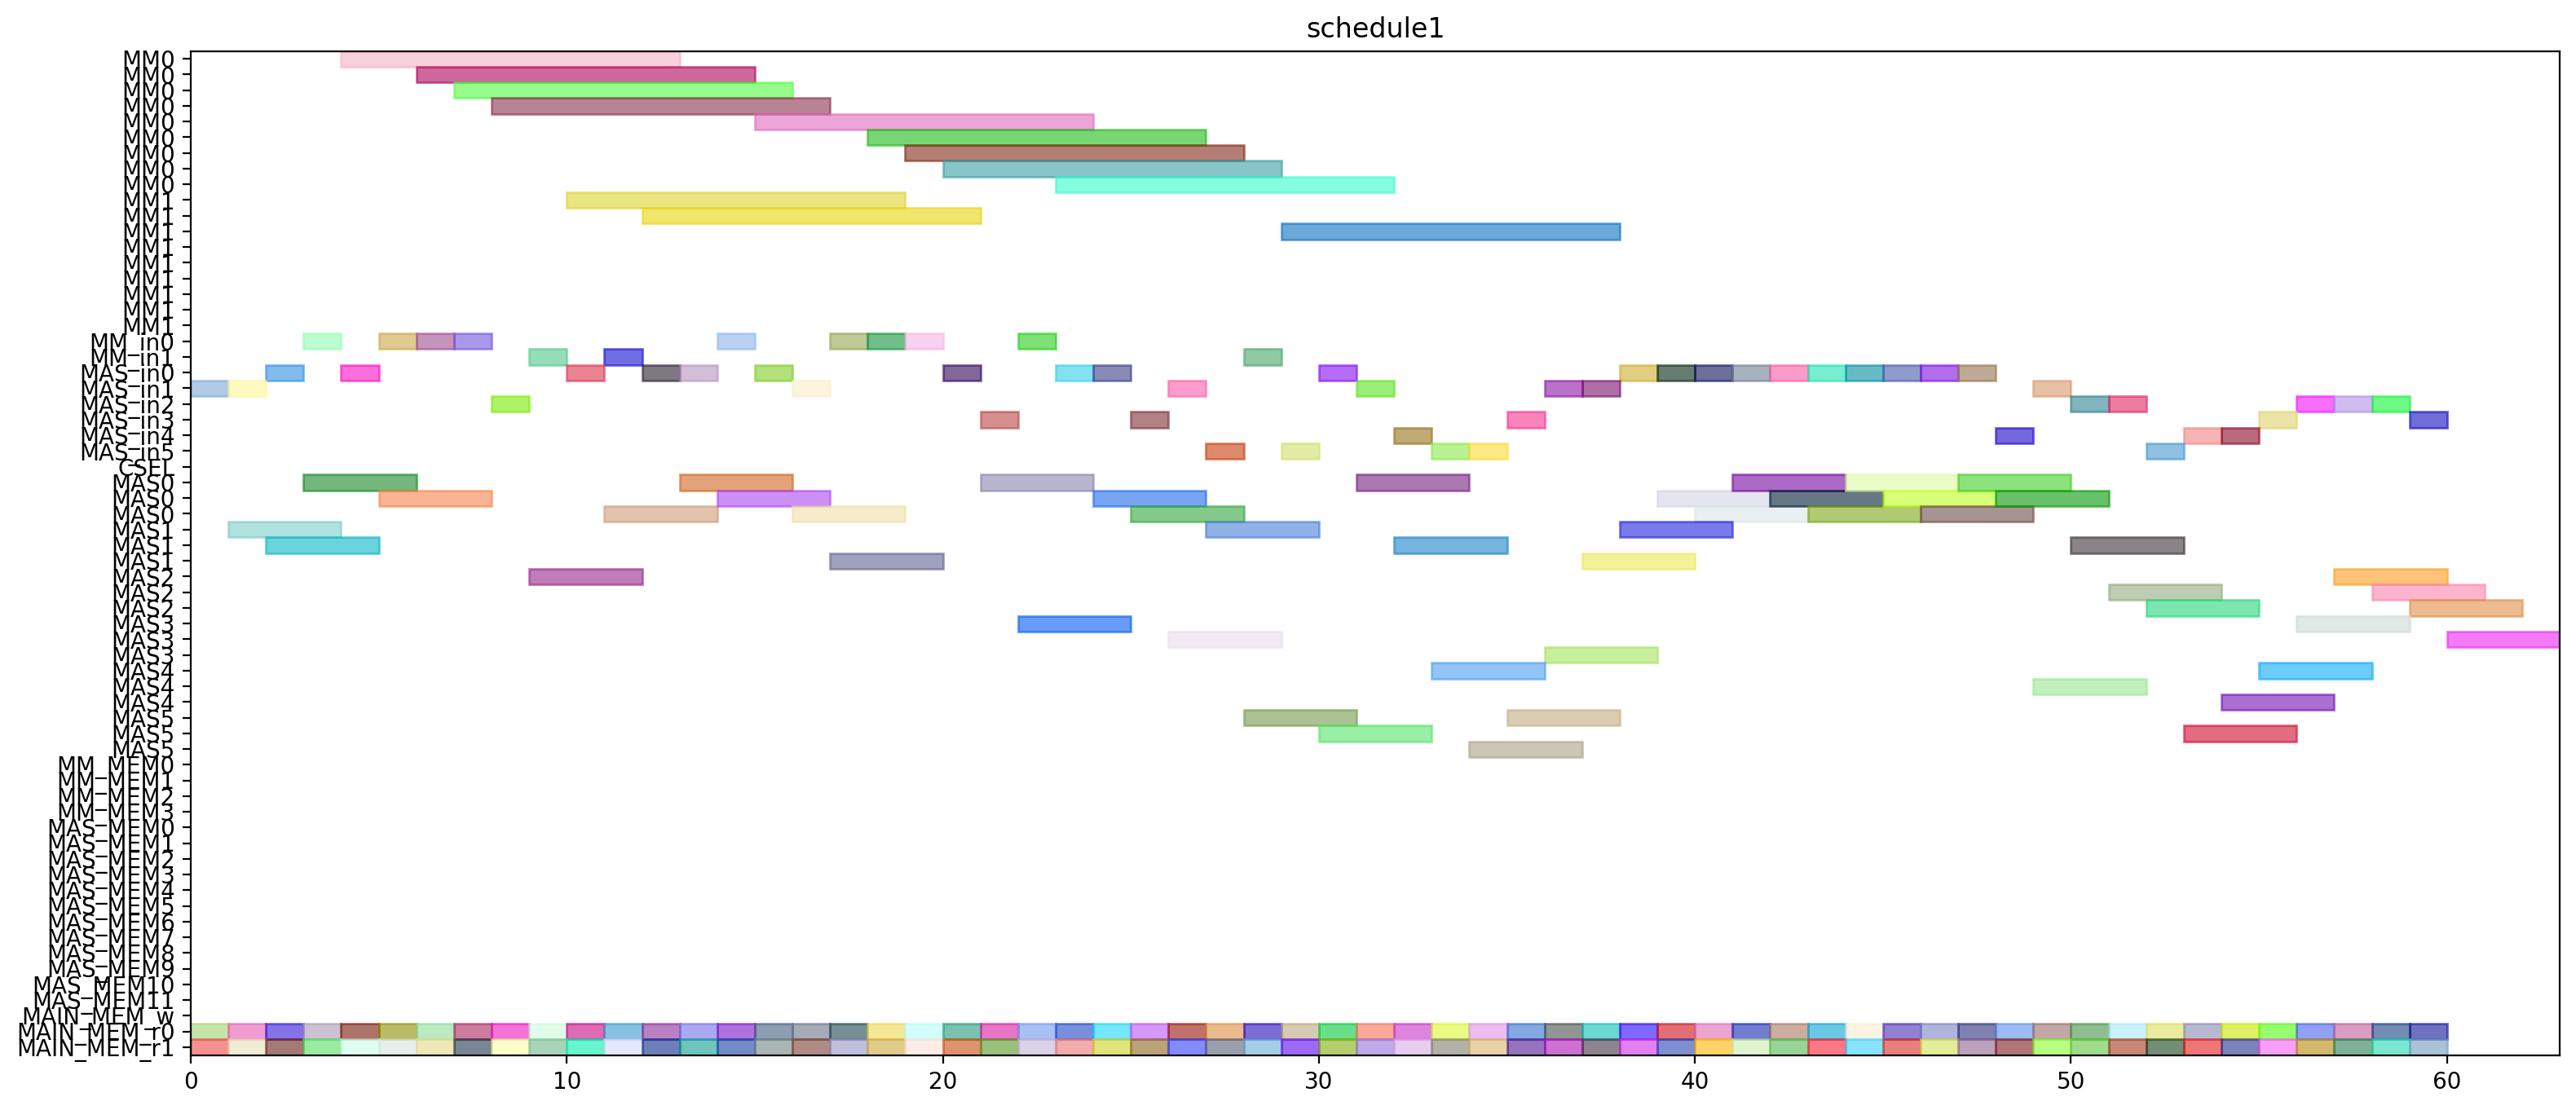 schedule1
MM0
MM0
MM0
MM0
MM0
MM0
MM0
MM0
MM0
MM1
MM1
MM1
MM1
MM1
MM1
MM1
MM1
MM1
MM_in0
MM_in1
MAS_in0
MAS_in1
MAS_in2
MAS_in3
MAS_in4
MAS_in5
CSEL
MAS0
MAS0
MAS0
MAS1
MAS1
MAS1
MAS2
MAS2
MAS2
MAS3
MAS3
MAS3
MAS4
MAS4
MAS4
MAS5
MAS5
MAS5
MM_MEM0
MM_MEM1
MM_MEM2
MM_MEM3
MAS_MEM0
MAS_MEM1
MAS_MEM2
MAS_MEM3
MAS_MEM4
MAS_MEM5
MAS_MEM6
MAS_MEM7
MAS_MEM8
MAS_MEM9
MAS_MEM10
MAS_MEM11
MAIN_MEM_w
MAIN_MEM_r0
MAIN_MEM_r1
0 10 20 30 40 50 60